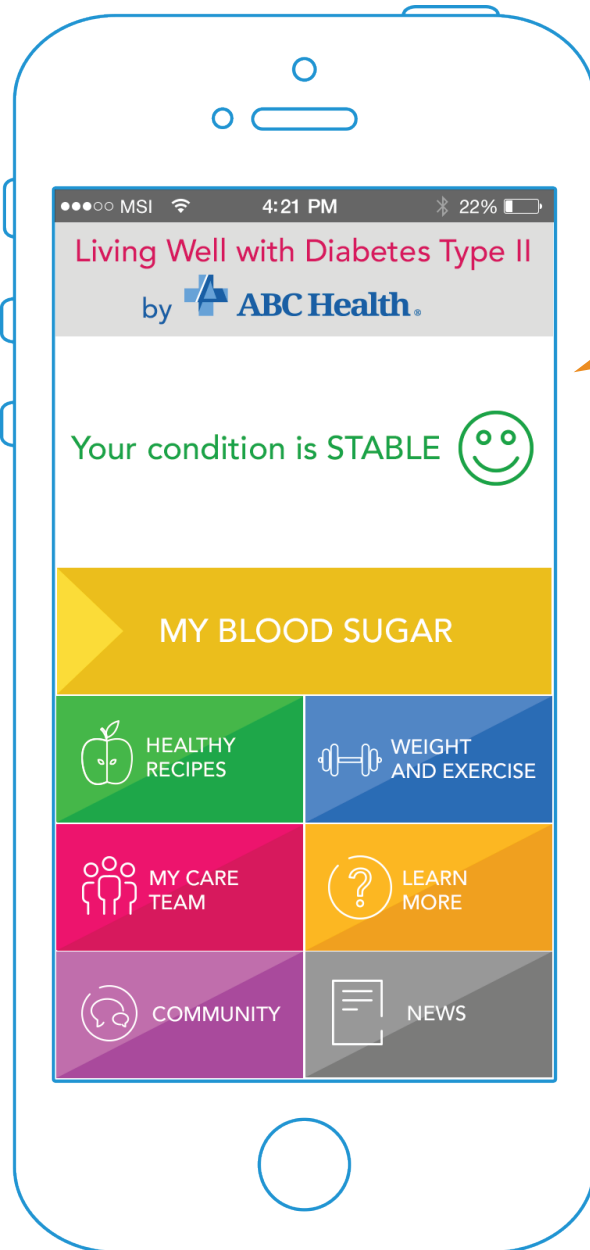 MSI 4:21 PM 22%
Living Well with Diabetes Type II
by ABC Health®
Your condition is STABLE
MY BLOOD SUGAR
HEALTHY
RECIPES
WEIGHT
AND EXERCISE
MY CARE
TEAM
LEARN
MORE
COMMUNITY
NEWS